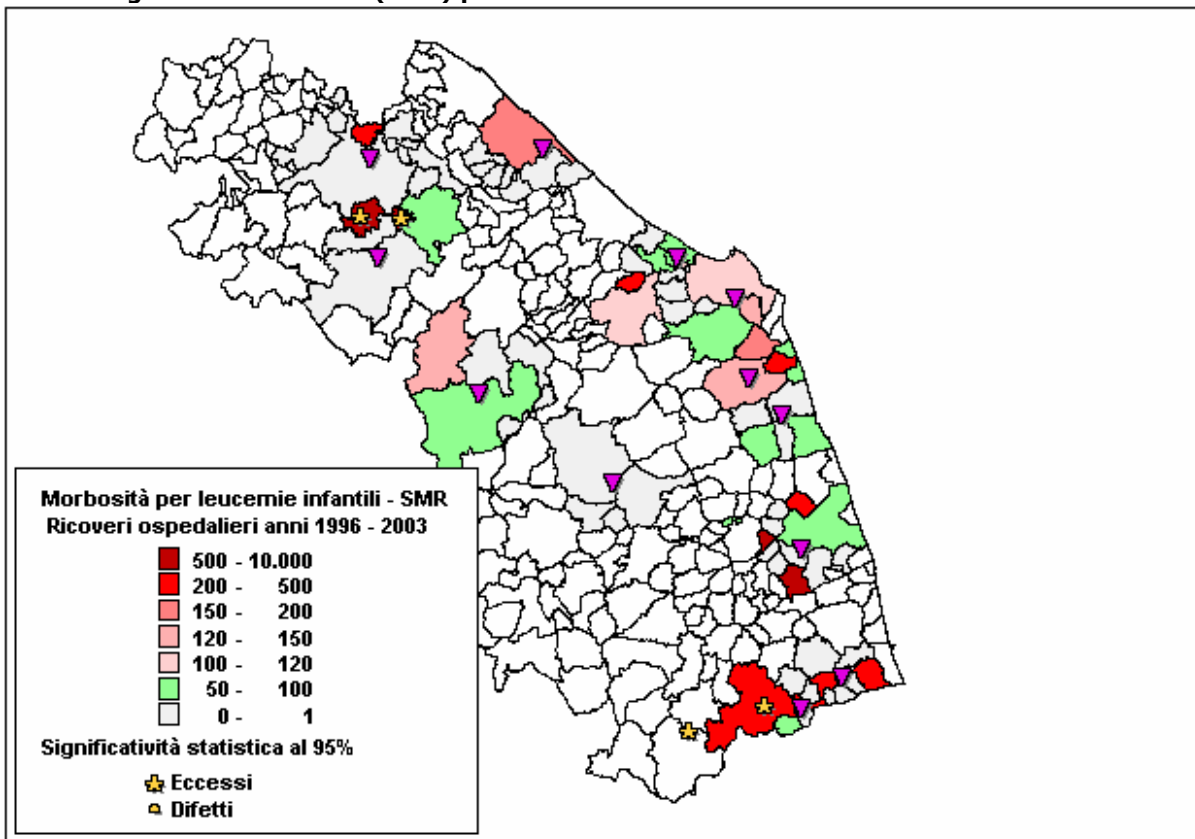 Morbosità per leucemie infantili - SMR
Ricoveri ospedalieri anni 1996 - 2003
500 - 10.000
200 - 500
150 - 200
120 - 150
100 - 120
50 - 100
0 - 1
Significatività statistica al 95%
Eccessi
Difetti